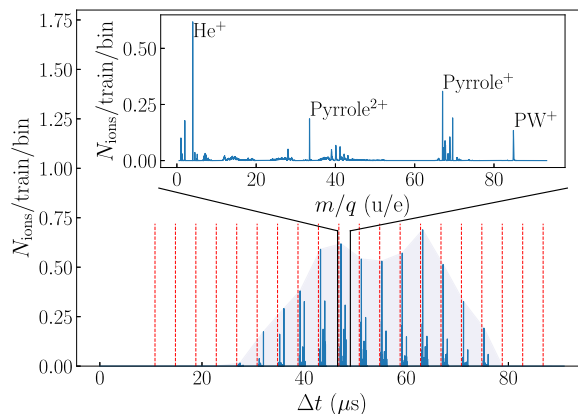 1.75
1.50
1.25
1.00
0.75
0.50
0.25
0.00
N_ions/train/bin
0 20 40 60 80
Δt (μs)
0.50
0.25
0.00
N_ions/train/bin
He⁺
Pyrrole²⁺
Pyrrole⁺
PW⁺
0 20 40 60 80
m/q (u/e)